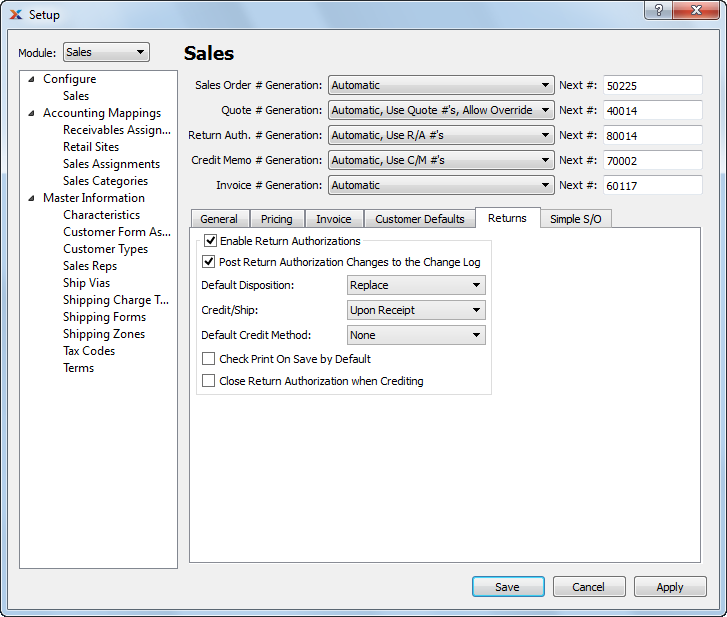 Setup
Module: Sales
Configure
Sales
Accounting Mappings
Receivables Assign...
Retail Sites
Sales Assignments
Sales Categories
Master Information
Characteristics
Customer Form As...
Customer Types
Sales Reps
Ship Vias
Shipping Charge T...
Shipping Forms
Shipping Zones
Tax Codes
Terms
Sales
Sales Order # Generation: Automatic Next #: 50225
Quote # Generation: Automatic, Use Quote #'s, Allow Override Next #: 40014
Return Auth. # Generation: Automatic, Use R/A #'s Next #: 80014
Credit Memo # Generation: Automatic, Use C/M #'s Next #: 70002
Invoice # Generation: Automatic Next #: 60117
General Pricing Invoice Customer Defaults Returns Simple S/O
Enable Return Authorizations
Post Return Authorization Changes to the Change Log
Default Disposition: Replace
Credit/Ship: Upon Receipt
Default Credit Method: None
Check Print On Save by Default
Close Return Authorization when Crediting
Save Cancel Apply